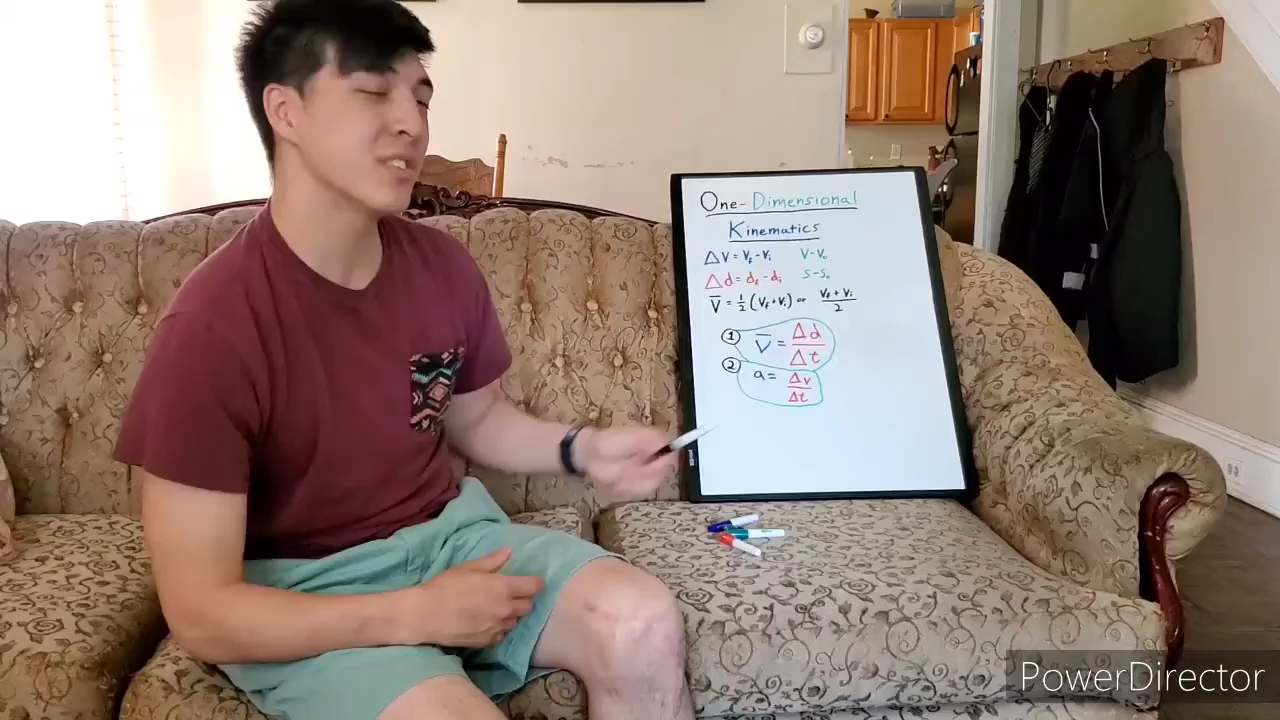 One-Dimensional
Kinematics
ΔV = Vf - Vi   V - V₀
Δd = df - di   S - S₀
V̅ = 1/2 (Vf + Vi) or (Vf + Vi)/2
① V̅ = Δd/Δt
② a = Δv/Δt
PowerDirector